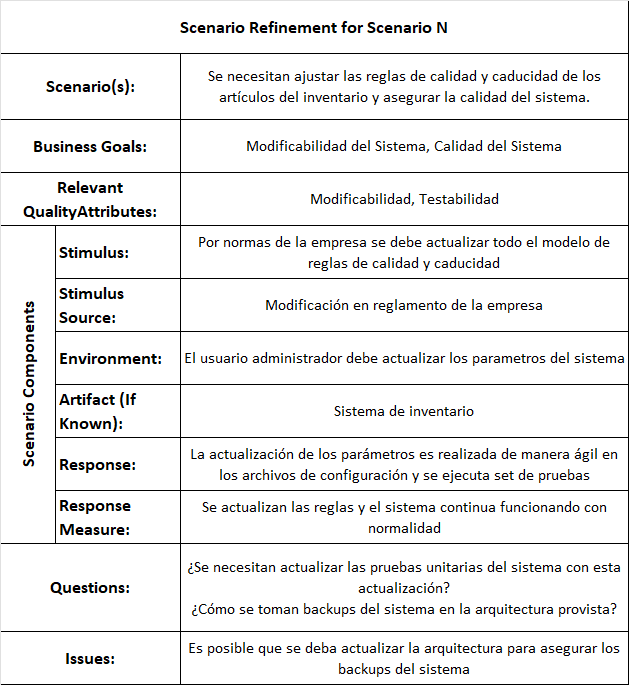 Scenario Refinement for Scenario N
Scenario(s):
Se necesitan ajustar las reglas de calidad y caducidad de los
artículos del inventario y asegurar la calidad del sistema.
Business Goals:
Modificabilidad del Sistema, Calidad del Sistema
Relevant
QualityAttributes:
Modificabilidad, Testabilidad
Scenario Components
Stimulus:
Por normas de la empresa se debe actualizar todo el modelo de
reglas de calidad y caducidad
Stimulus
Source:
Modificación en reglamento de la empresa
Environment:
El usuario administrador debe actualizar los parametros del sistema
Artifact (If
Known):
Sistema de inventario
Response:
La actualización de los parámetros es realizada de manera ágil en
los archivos de configuración y se ejecuta set de pruebas
Response
Measure:
Se actualizan las reglas y el sistema continua funcionando con
normalidad
Questions:
¿Se necesitan actualizar las pruebas unitarias del sistema con esta
actualización?
¿Cómo se toman backups del sistema en la arquitectura provista?
Issues:
Es posible que se deba actualizar la arquitectura para asegurar los
backups del sistema